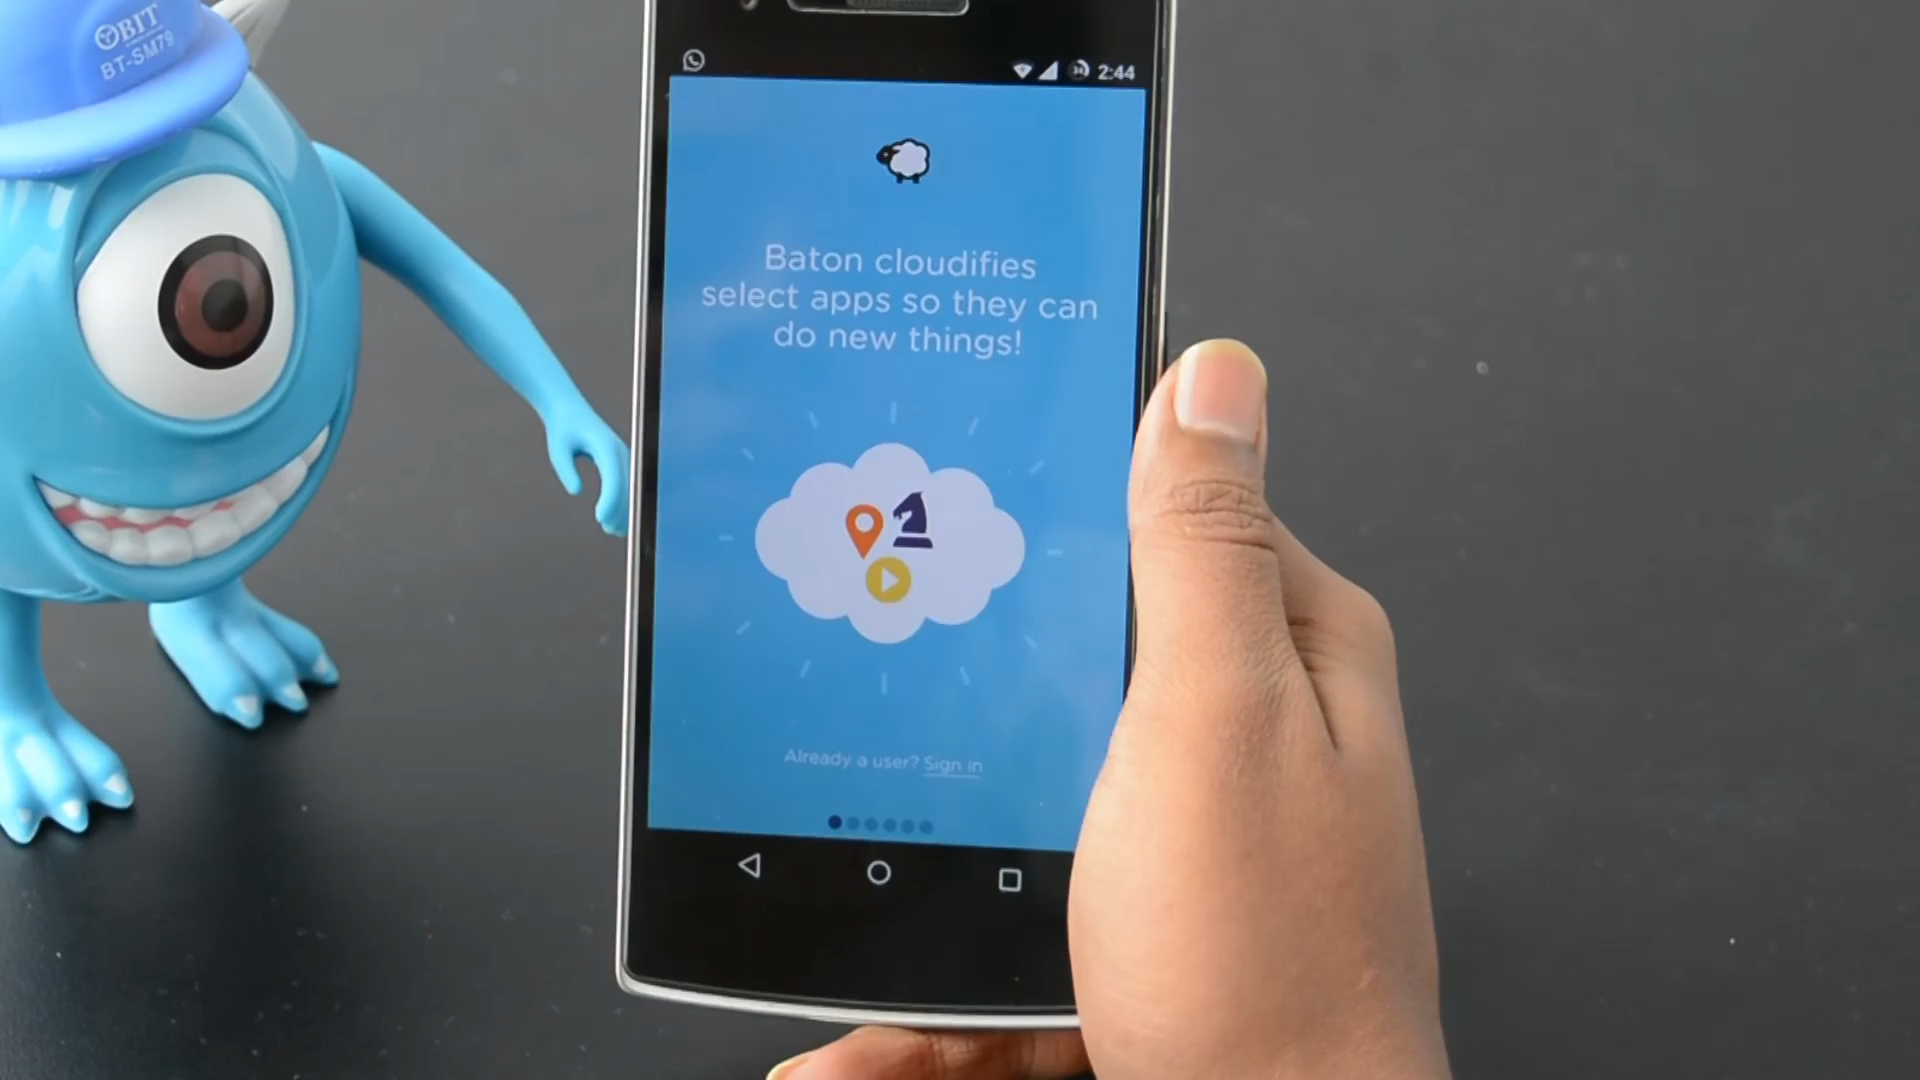 OBIT
BT-SM79
2:44
Baton cloudifies
select apps so they can
do new things!
Already a user? Sign in